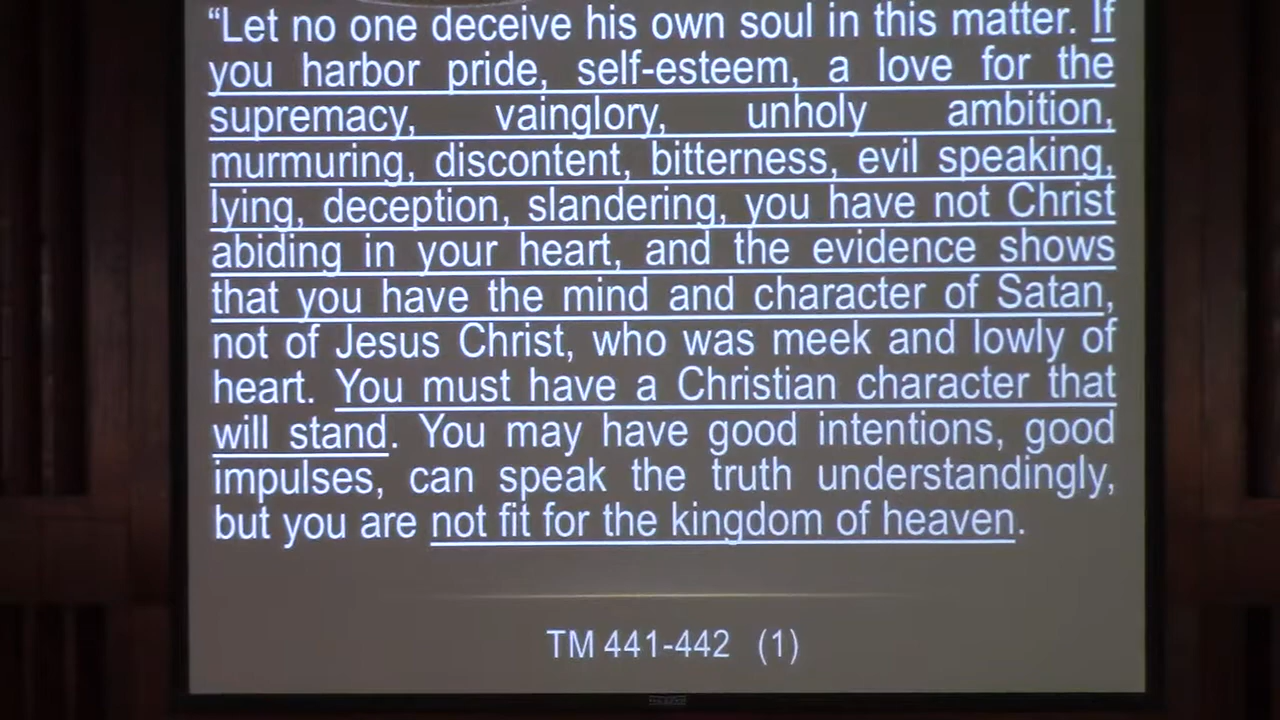 “Let no one deceive his own soul in this matter. If
you harbor pride, self-esteem, a love for the
supremacy, vainglory, unholy ambition,
murmuring, discontent, bitterness, evil speaking,
lying, deception, slandering, you have not Christ
abiding in your heart, and the evidence shows
that you have the mind and character of Satan,
not of Jesus Christ, who was meek and lowly of
heart. You must have a Christian character that
will stand. You may have good intentions, good
impulses, can speak the truth understandingly,
but you are not fit for the kingdom of heaven.
TM 441-442 (1)